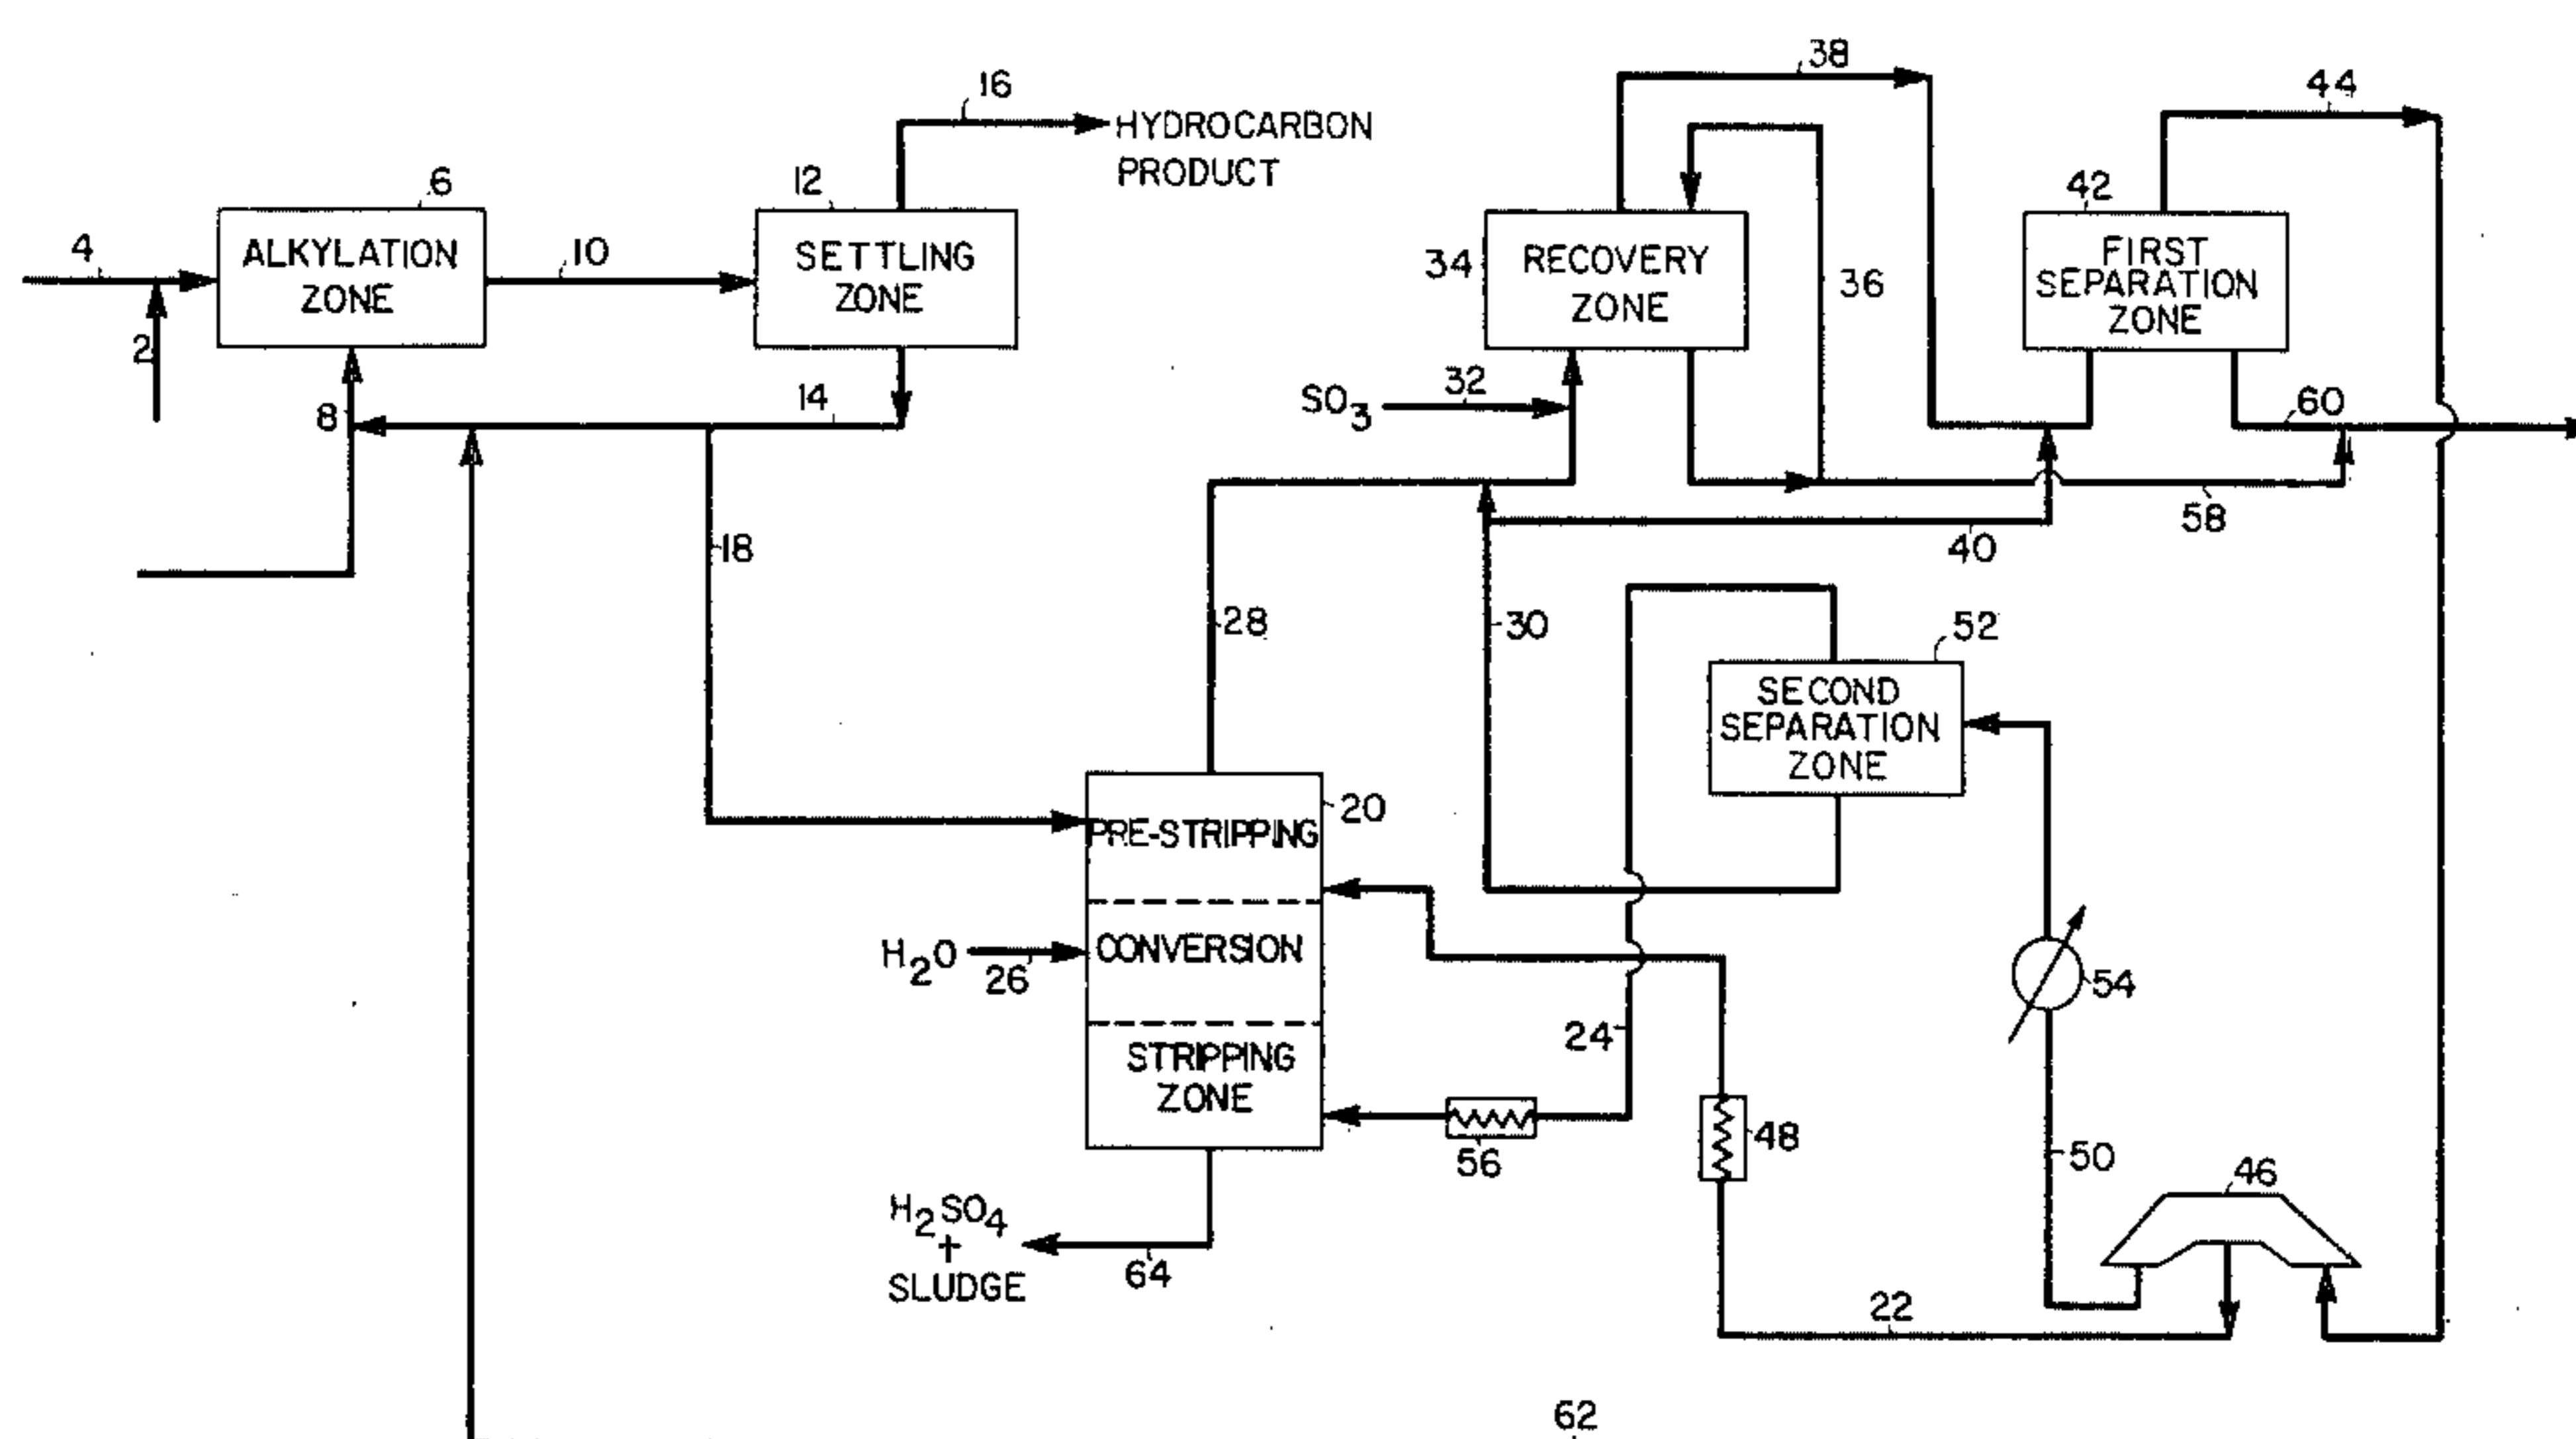 38
16
44
HYDROCARBON
PRODUCT
6
12
42
4
ALKYLATION
ZONE
10
SETTLING
ZONE
34
RECOVERY
ZONE
36
FIRST
SEPARATION
ZONE
2
8
14
SO3
32
60
18
40
58
28
30
52
SECOND
SEPARATION
ZONE
20
PRE-STRIPPING
H2O
26
CONVERSION
54
24
STRIPPING
ZONE
56
48
50
46
H2SO4
+
SLUDGE
64
22
62